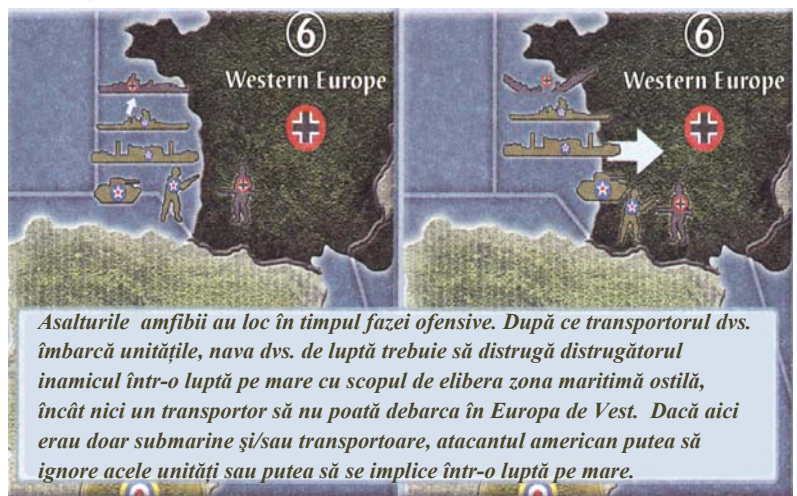 6
Western Europe
6
Western Europe
Asalturile amfibii au loc în timpul fazei ofensive. După ce transportorul dvs.
îmbarcă unităţile, nava dvs. de luptă trebuie să distrugă distrugătorul
inamicul într-o luptă pe mare cu scopul de elibera zona maritimă ostilă,
încât nici un transportor să nu poată debarca în Europa de Vest. Dacă aici
erau doar submarine şi/sau transportoare, atacantul american putea să
ignore acele unităţi sau putea să se implice într-o luptă pe mare.